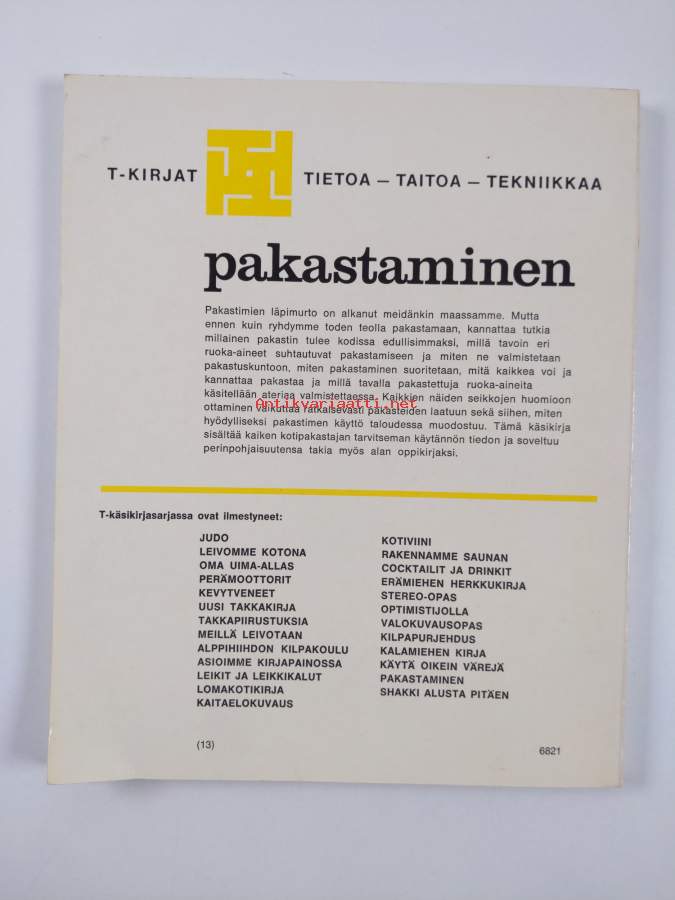 T-KIRJAT TIETOA – TAITOA – TEKNIIKKAA
pakastaminen
Pakastimien läpimurto on alkanut meidänkin maassamme. Mutta
ennen kuin ryhdymme toden teolla pakastamaan, kannattaa tutkia
millainen pakastin tulee kodissa edullisimmaksi, millä tavoin eri
ruoka-aineet suhtautuvat pakastamiseen ja miten ne valmistetaan
pakastuskuntoon, miten pakastaminen suoritetaan, mitä kaikkea voi ja
kannattaa pakastaa ja millä tavalla pakastettuja ruoka-aineita
käsitellään ateriaa valmistettaessa. Kaikkien näiden seikkojen huomioon
Antikvariaatti.net
ottaminen vaikuttaa ratkaisevasti pakasteiden laatuun sekä siihen, miten
hyödylliseksi pakastimen käyttö taloudessa muodostuu. Tämä käsikirja
sisältää kaiken kotipakastajan tarvitseman käytännön tiedon ja soveltuu
perinpohjaisuutensa takia myös alan oppikirjaksi.
T-käsikirjasarjassa ovat ilmestyneet:
JUDO
LEIVOMME KOTONA
OMA UIMA-ALLAS
PERÄMOOTTORIT
KEVYTVENEET
UUSI TAKKAKIRJA
TAKKAPIIRUSTUKSIA
MEILLÄ LEIVOTAAN
ALPPIHIIHDON KILPAKOULU
ASIOIMME KIRJAPAINOSSA
LEIKIT JA LEIKKIKALUT
LOMAKOTIKIRJA
KAITAELOKUVAUS
KOTIVIINI
RAKENNAMME SAUNAN
COCKTAILIT JA DRINKIT
ERÄMIEHEN HERKKUKIRJA
STEREO-OPAS
OPTIMISTIJOLLA
VALOKUVAUSOPAS
KILPAPURJEHDUS
KALAMIEHEN KIRJA
KÄYTÄ OIKEIN VÄREJÄ
PAKASTAMINEN
SHAKKI ALUSTA PITÄEN
(13) 6821